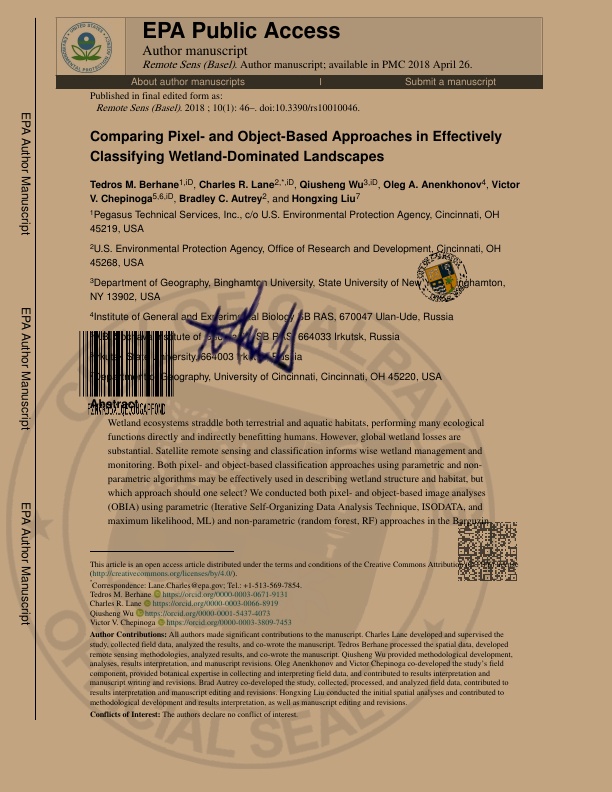 EPA Public Access
Author manuscript
Remote Sens (Basel). Author manuscript; available in PMC 2018 April 26.
About author manuscripts | Submit a manuscript
EPA Author Manuscript
EPA Author Manuscript
EPA Author Manuscript
Published in final edited form as:
Remote Sens (Basel). 2018 ; 10(1): 46–. doi:10.3390/rs10010046.
Comparing Pixel- and Object-Based Approaches in Effectively
Classifying Wetland-Dominated Landscapes
Tedros M. Berhane1,iD, Charles R. Lane2,*,iD, Qiusheng Wu3,iD, Oleg A. Anenkhonov4, Victor
V. Chepinoga5,6,iD, Bradley C. Autrey2, and Hongxing Liu7
1Pegasus Technical Services, Inc., c/o U.S. Environmental Protection Agency, Cincinnati, OH
45219, USA
2U.S. Environmental Protection Agency, Office of Research and Development, Cincinnati, OH
45268, USA
3Department of Geography, Binghamton University, State University of New
NY 13902, USA
4Institute of General and Experimental Biology SB RAS, 670047 Ulan-Ude, Russia
SB RAS, 664033 Irkutsk, Russia
University, 664003 Irkutsk, Russia
Department of Geography, University of Cincinnati, Cincinnati, OH 45220, USA
Abstract
Wetland ecosystems straddle both terrestrial and aquatic habitats, performing many ecological
functions directly and indirectly benefitting humans. However, global wetland losses are
substantial. Satellite remote sensing and classification informs wise wetland management and
monitoring. Both pixel- and object-based classification approaches using parametric and non-
parametric algorithms may be effectively used in describing wetland structure and habitat, but
which approach should one select? We conducted both pixel- and object-based image analyses
(OBIA) using parametric (Iterative Self-Organizing Data Analysis Technique, ISODATA, and
maximum likelihood, ML) and non-parametric (random forest, RF) approaches in the Barguzin
This article is an open access article distributed under the terms and conditions of the Creative Commons Attribution
(http://creativecommons.org/licenses/by/4.0/).
*Correspondence: Lane.Charles@epa.gov; Tel.: +1-513-569-7854.
Tedros M. Berhane https://orcid.org/0000-0003-0671-9131
Charles R. Lane https://orcid.org/0000-0003-0066-8919
Qiusheng Wu https://orcid.org/0000-0001-5437-4073
Victor V. Chepinoga https://orcid.org/0000-0003-3809-7453
Author Contributions: All authors made significant contributions to the manuscript. Charles Lane developed and supervised the
study, collected field data, analyzed the results, and co-wrote the manuscript. Tedros Berhane processed the spatial data, developed
remote sensing methodologies, analyzed results, and co-wrote the manuscript. Qiusheng Wu provided methodological development,
analyses, results interpretation, and manuscript revisions. Oleg Anenkhonov and Victor Chepinoga co-developed the study's field
component, provided botanical expertise in collecting and interpreting field data, and contributed to results interpretation and
manuscript writing and revisions. Brad Autrey co-developed the study, collected, processed, and analyzed field data, contributed to
results interpretation and manuscript editing and revisions. Hongxing Liu conducted the initial spatial analyses and contributed to
methodological development and results interpretation, as well as manuscript editing and revisions.
Conflicts of Interest: The authors declare no conflict of interest.
OFFICIAL SEAL